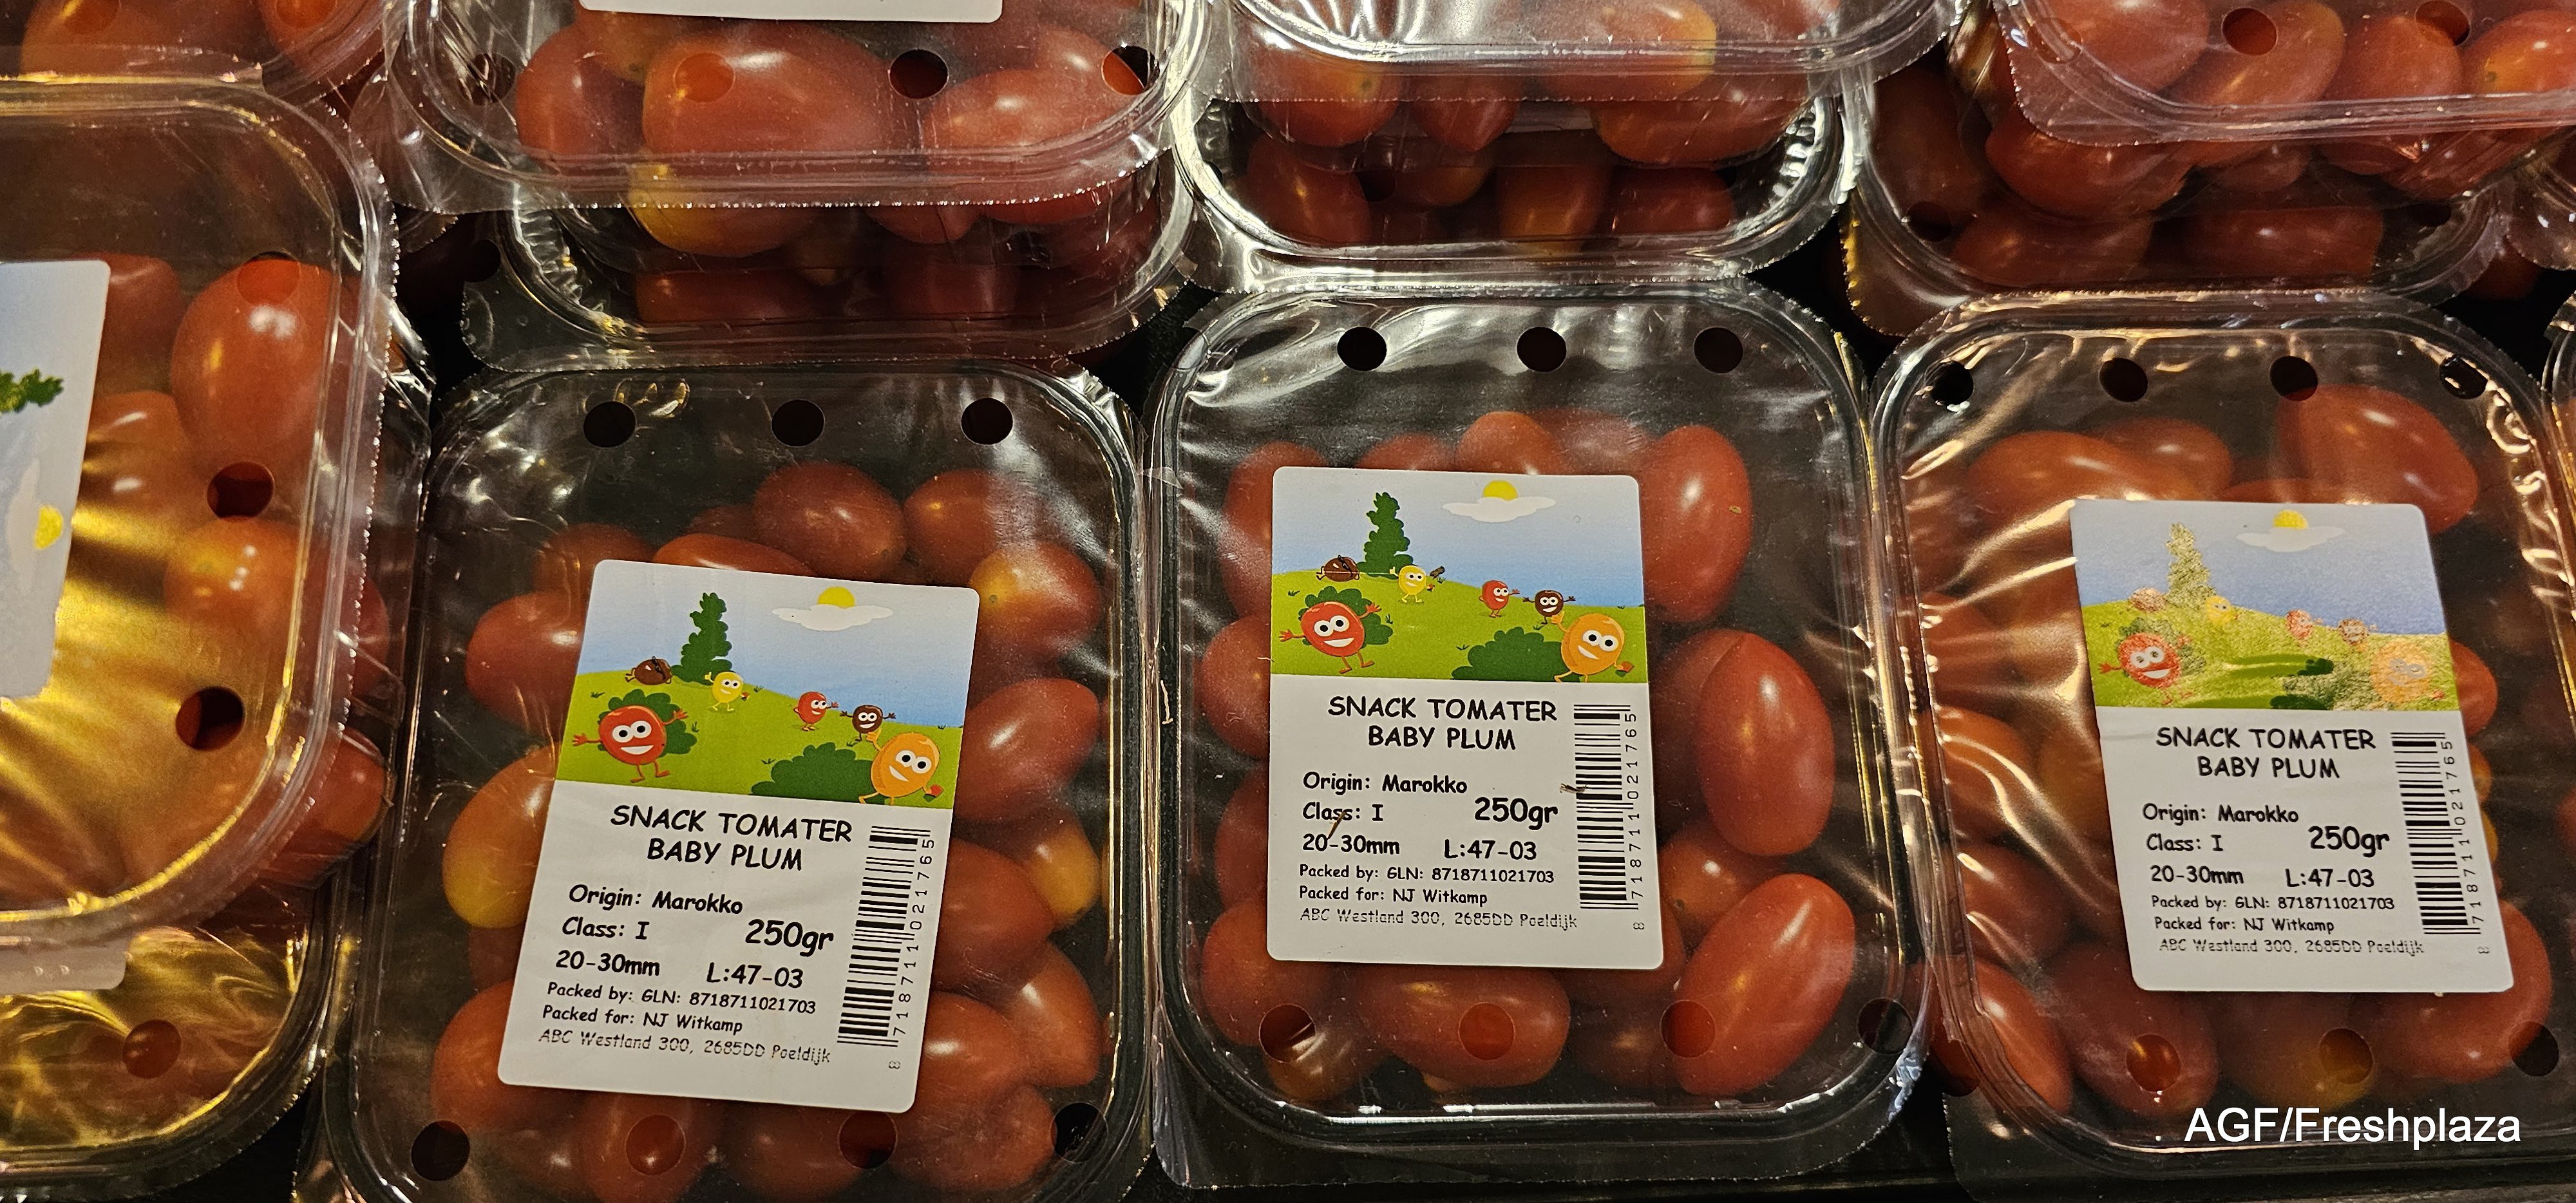 SNACK TOMATER
BABY PLUM
Origin: Marokko
Class: I
250gr
20-30mm
L:47-03
Packed by: GLN: 8718711021703
Packed for: NJ Witkamp
ABC Westland 300, 2685DD Poeldijk
8 718711 021765
SNACK TOMATER
BABY PLUM
Origin: Marokko
Class: I
250gr
20-30mm
L:47-03
Packed by: GLN: 8718711021703
Packed for: NJ Witkamp
ABC Westland 300, 2685DD Poeldijk
8 718711 021765
SNACK TOMATER
BABY PLUM
Origin: Marokko
Class: I
250gr
20-30mm
L:47-03
Packed by: GLN: 8718711021703
Packed for: NJ Witkamp
ABC Westland 300, 2685DD Poeldijk
8 718711 021765
AGF/Freshplaza